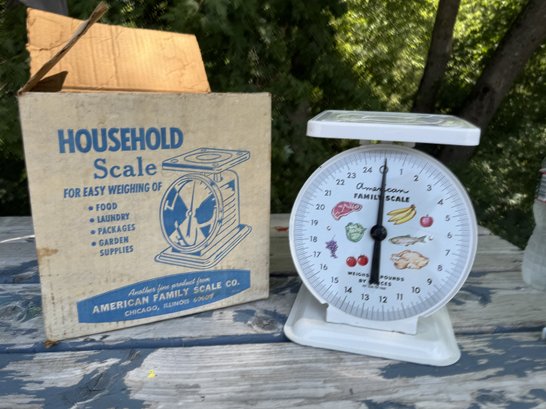 HOUSEHOLD
Scale
FOR EASY WEIGHING OF
• FOOD
• LAUNDRY
• PACKAGES
• GARDEN
SUPPLIES
Another fine product from
AMERICAN FAMILY SCALE CO.
CHICAGO, ILLINOIS 60608
American
FAMILY SCALE
WEIGHS POUNDS
BY OUNCES
24
1
2
3
4
5
6
7
8
9
10
11
12
13
14
15
16
17
18
19
20
21
22
23